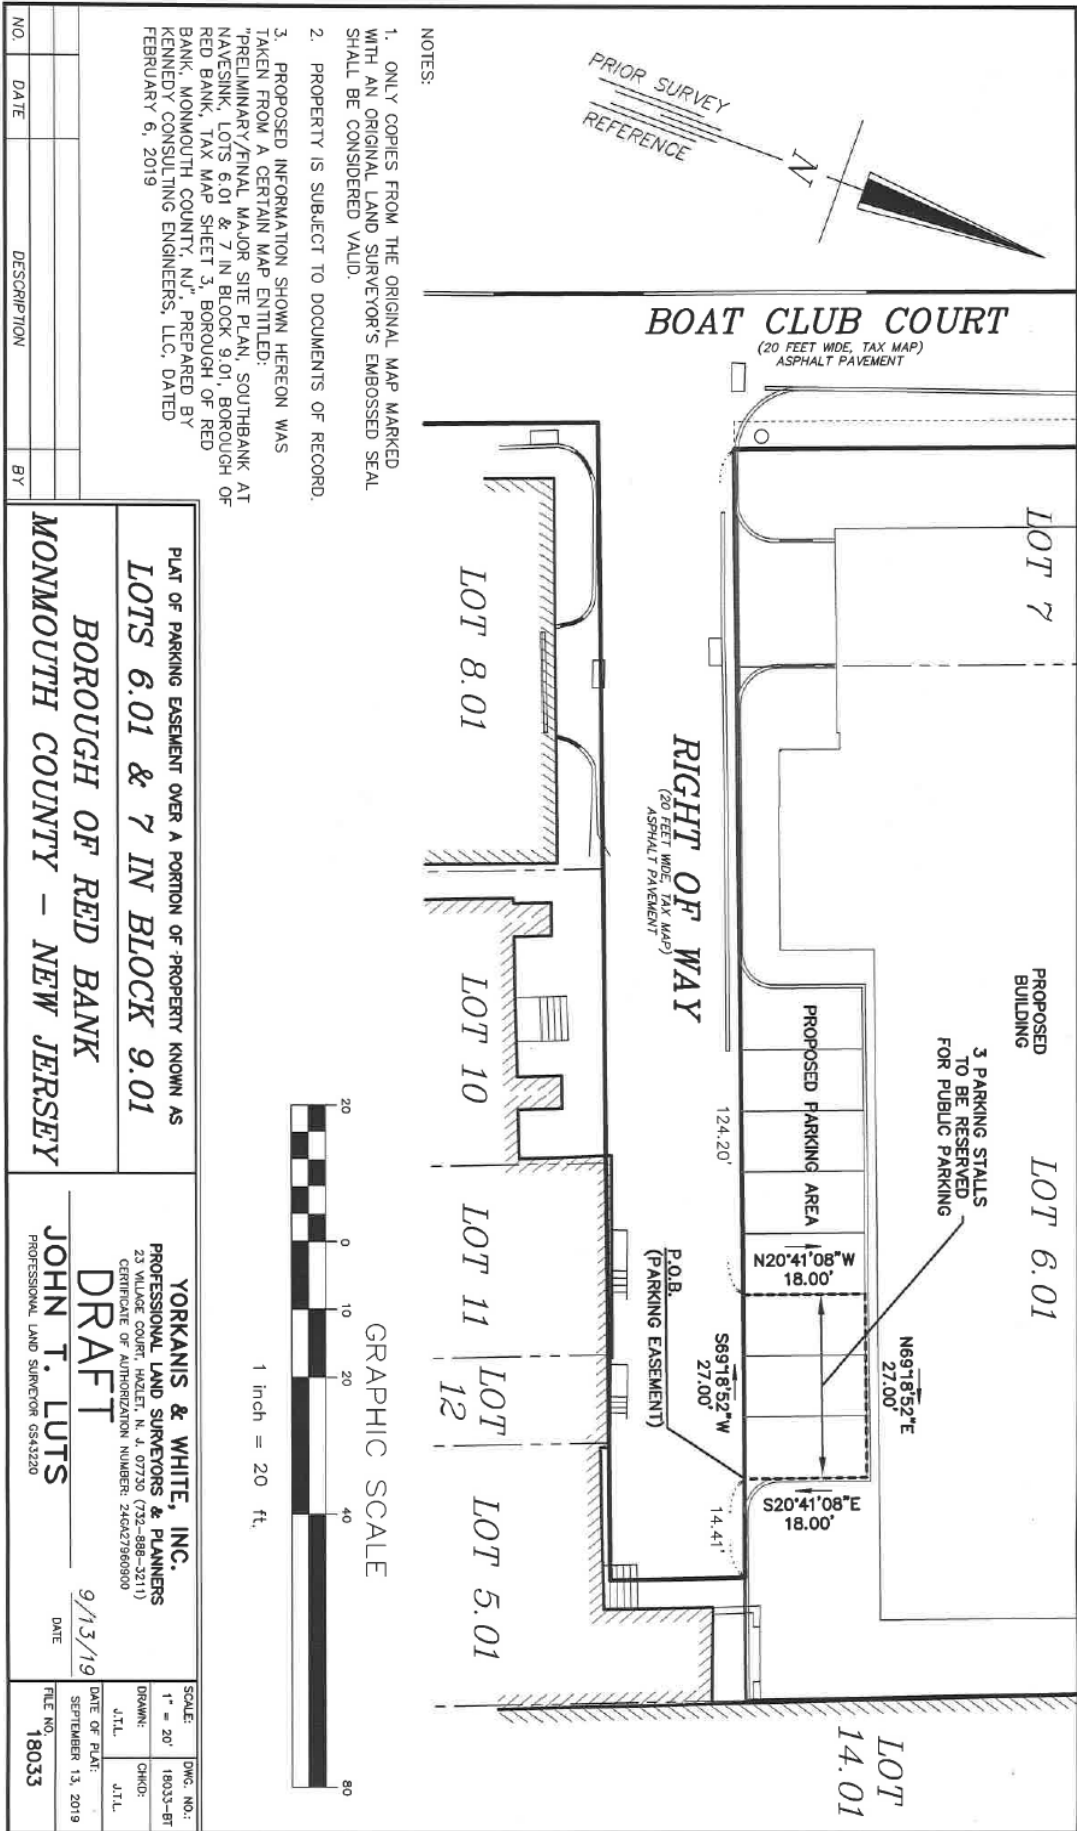 PRIOR SURVEY
REFERENCE
N
BOAT CLUB COURT
(20 FEET WIDE, TAX MAP)
ASPHALT PAVEMENT
LOT 7
PROPOSED
BUILDING
LOT 6.01
3 PARKING STALLS
TO BE RESERVED
FOR PUBLIC PARKING
PROPOSED PARKING AREA
N20°41'08"W
18.00'
N69°18'52"E
27.00'
S20°41'08"E
18.00'
S69°18'52"W
27.00'
124.20'
14.41'
P.O.B.
(PARKING EASEMENT)
RIGHT OF WAY
(20 FEET WIDE, TAX MAP)
ASPHALT PAVEMENT
LOT
14.01
LOT 8.01
LOT 10
LOT 11
LOT
12
LOT 5.01
NOTES:
1. ONLY COPIES FROM THE ORIGINAL MAP MARKED
WITH AN ORIGINAL LAND SURVEYOR'S EMBOSSED SEAL
SHALL BE CONSIDERED VALID.
2. PROPERTY IS SUBJECT TO DOCUMENTS OF RECORD.
3. PROPOSED INFORMATION SHOWN HEREON WAS
TAKEN FROM A CERTAIN MAP ENTITLED:
"PRELIMINARY/FINAL MAJOR SITE PLAN, SOUTHBANK AT
NAVESINK, LOTS 6.01 & 7 IN BLOCK 9.01, BOROUGH OF
RED BANK, TAX MAP SHEET 3, BOROUGH OF RED
BANK, MONMOUTH COUNTY, NJ", PREPARED BY
KENNEDY CONSULTING ENGINEERS, LLC, DATED
FEBRUARY 6, 2019
GRAPHIC SCALE
20 0 10 20 40 80
1 inch = 20 ft.
NO. DATE DESCRIPTION BY
PLAT OF PARKING EASEMENT OVER A PORTION OF PROPERTY KNOWN AS
LOTS 6.01 & 7 IN BLOCK 9.01
BOROUGH OF RED BANK
MONMOUTH COUNTY - NEW JERSEY
YORKANIS & WHITE, INC.
PROFESSIONAL LAND SURVEYORS & PLANNERS
23 VILLAGE COURT, HAZLET, N. J. 07730 (732-888-3211)
CERTIFICATE OF AUTHORIZATION NUMBER: 24GA27960900
DRAFT
9/13/19
JOHN T. LUTS
DATE
PROFESSIONAL LAND SURVEYOR GS43220
SCALE:
1" = 20'
DWG. NO.:
18033-BT
DRAWN:
J.T.L.
CHKD:
J.T.L.
DATE OF PLAT:
SEPTEMBER 13, 2019
FILE NO.
18033